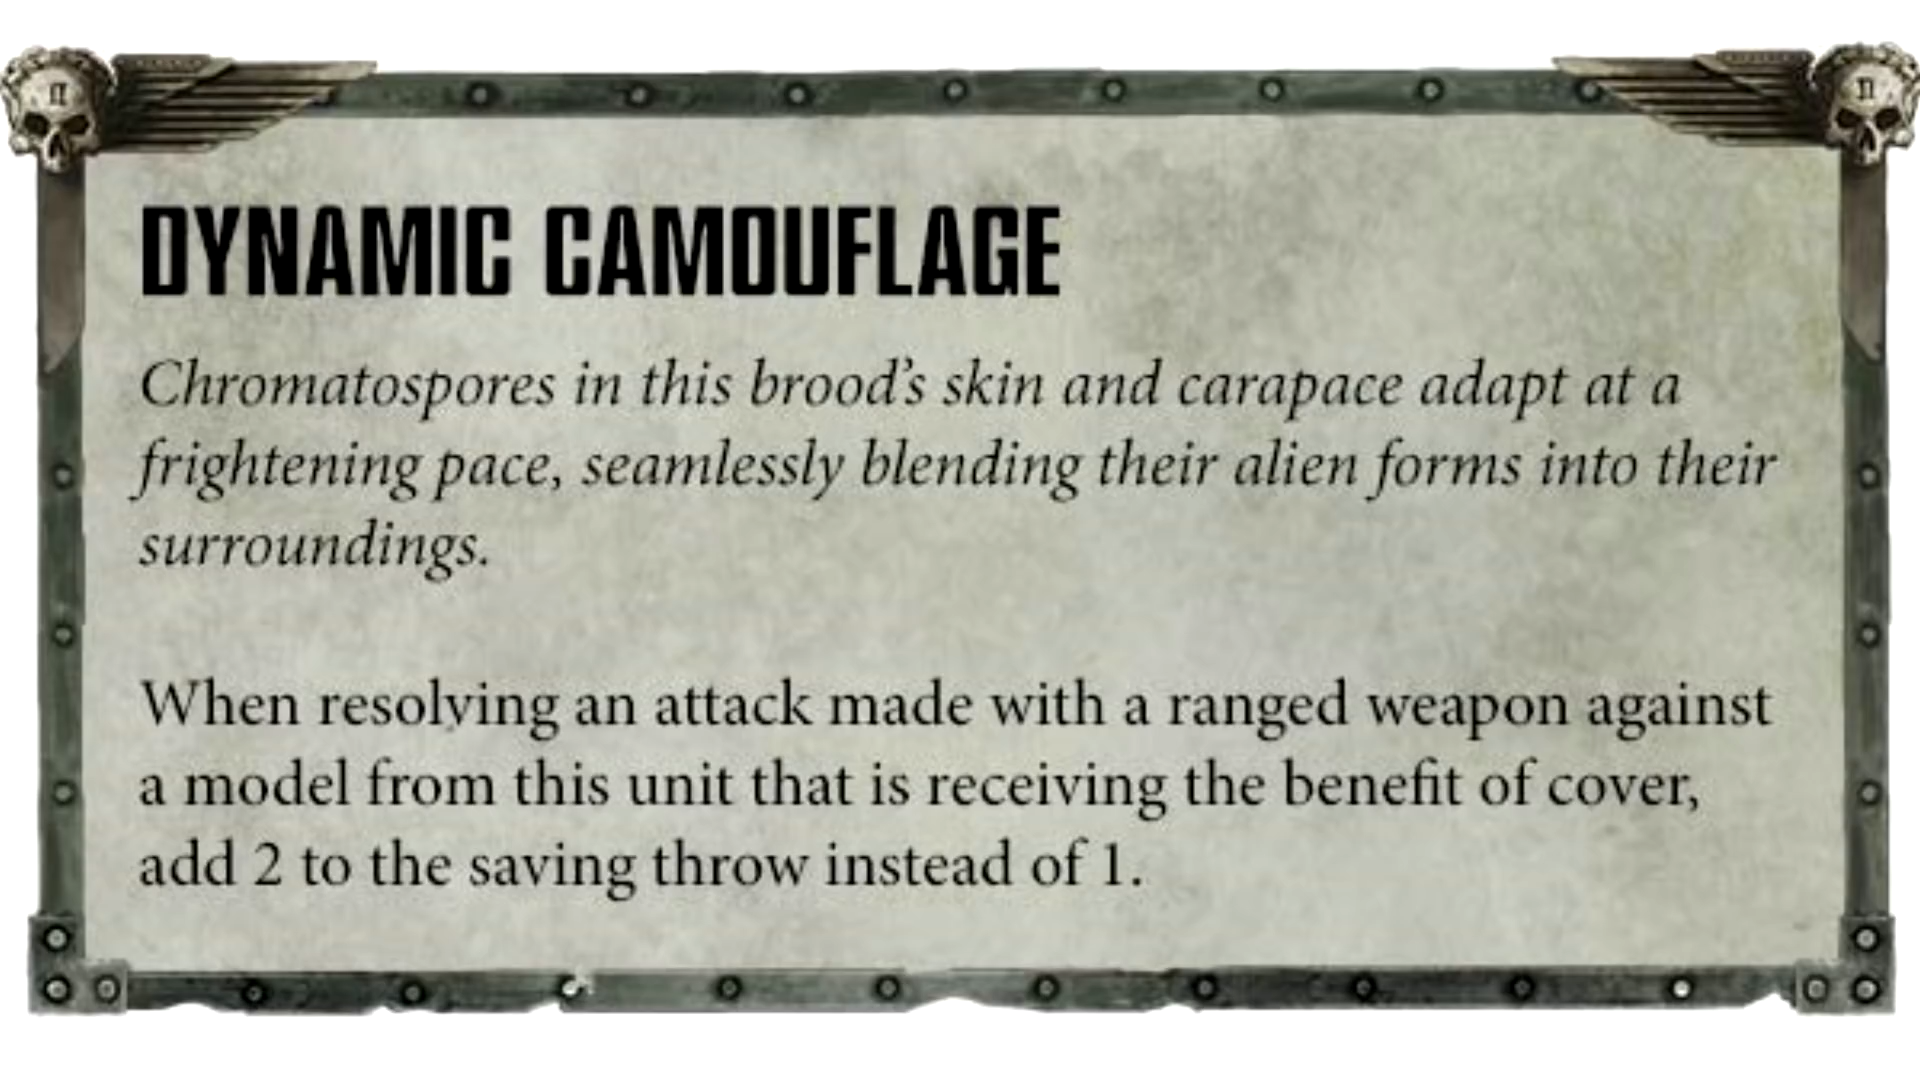 DYNAMIC CAMOUFLAGE
Chromatospores in this brood’s skin and carapace adapt at a
frightening pace, seamlessly blending their alien forms into their
surroundings.
When resolving an attack made with a ranged weapon against
a model from this unit that is receiving the benefit of cover,
add 2 to the saving throw instead of 1.